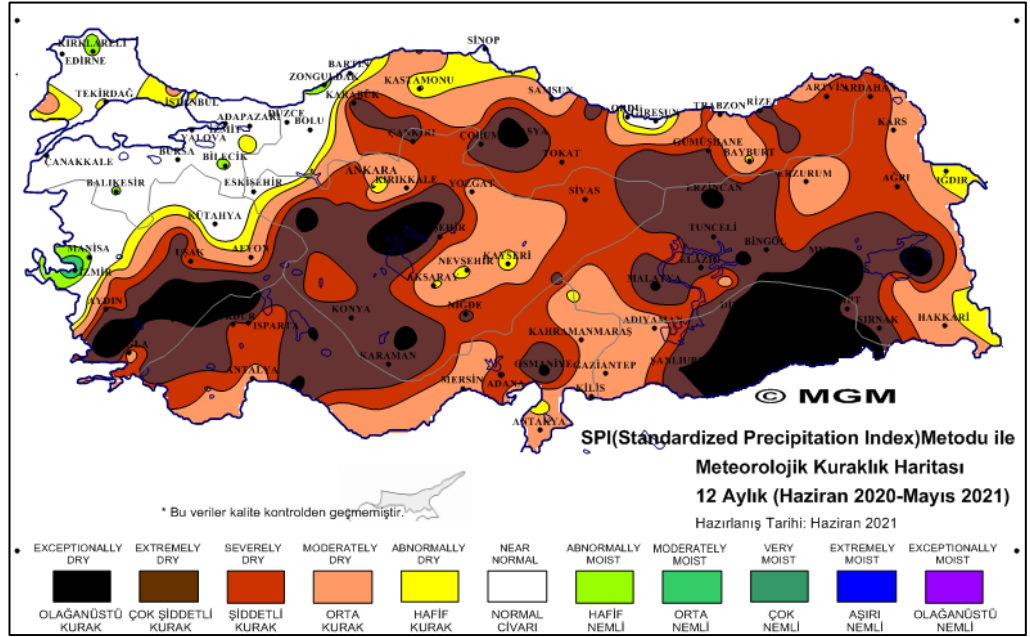 SİNOP
KIRKLARELİ
EDİRNE
BARTIN
ZONGULDAK
KASTAMONU
TEKİRDAĞ
İSTANBUL
KARABÜK
SAMSUN
ORDU
GİRESUN
TRABZON
RİZE
ARTVİN
ARDAHAN
ADAPAZARI
DÜZCE
BOLU
İZMİT
YALOVA
ÇANKIRI
ÇORUM
KARS
ÇANAKKALE
BURSA
BİLECİK
TOKAT
GÜMÜŞHANE
BAYBURT
ANKARA
KIRIKKALE
YOZGAT
ERZURUM
AĞRI
IĞDIR
BALIKESİR
ESKİŞEHİR
SİVAS
ERZİNCAN
KÜTAHYA
TUNCELİ
BİNGÖL
MANİSA
UŞAK
AFYON
NEVŞEHİR
KAYSERİ
İZMİR
AKSARAY
MALATYA
ELAZIĞ
AYDIN
KONYA
NİĞDE
ISPARTA
KAHRAMANMARAŞ
ADIYAMAN
ŞIRNAK
HAKKARİ
KARAMAN
OSMANİYE
GAZİANTEP
ANTALYA
MERSİN
ADANA
KİLİS
ANTAKYA
© MGM
SPI(Standardized Precipitation Index)Metodu ile
Meteorolojik Kuraklık Haritası
12 Aylık (Haziran 2020-Mayıs 2021)
* Bu veriler kalite kontrolden geçmemiştir.
Hazırlanış Tarihi: Haziran 2021
EXCEPTIONALLY DRY
EXTREMELY DRY
SEVERELY DRY
MODERATELY DRY
ABNORMALLY DRY
NEAR NORMAL
ABNORMALLY MOIST
MODERATELY MOIST
VERY MOIST
EXTREMELY MOIST
EXCEPTIONALLY MOIST
OLAĞANÜSTÜ KURAK
ÇOK ŞİDDETLİ KURAK
ŞİDDETLİ KURAK
ORTA KURAK
HAFİF KURAK
NORMAL CİVARI
HAFİF NEMLİ
ORTA NEMLİ
ÇOK NEMLİ
AŞIRI NEMLİ
OLAĞANÜSTÜ NEMLİ